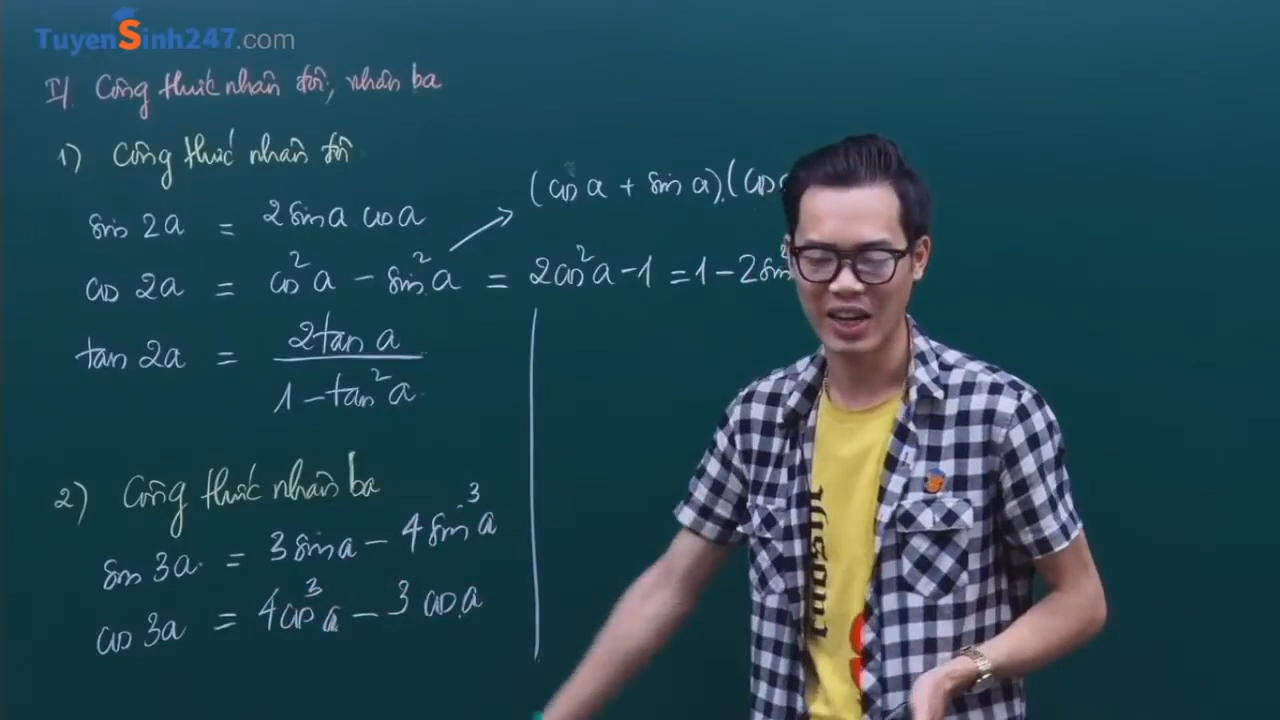 TuyenSinh247.com
II. Công thức nhân đôi, nhân ba
1) Công thức nhân đôi
sin 2a = 2 sin a cos a
(cos a + sin a).(cos
cos 2a = cos²a - sin²a = 2cos²a - 1 = 1 - 2sin²
tan 2a = 2tan a / 1 - tan²a
2) Công thức nhân ba
sin 3a = 3 sin a - 4 sin³a
cos 3a = 4cos³a - 3 cos a